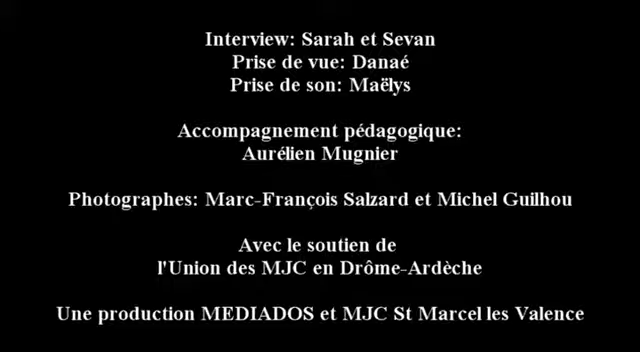 Interview: Sarah et Sevan
Prise de vue: Danaé
Prise de son: Maëlys
Accompagnement pédagogique:
Aurélien Mugnier
Photographes: Marc-François Salzard et Michel Guilhou
Avec le soutien de
l'Union des MJC en Drôme-Ardèche
Une production MEDIADOS et MJC St Marcel les Valence